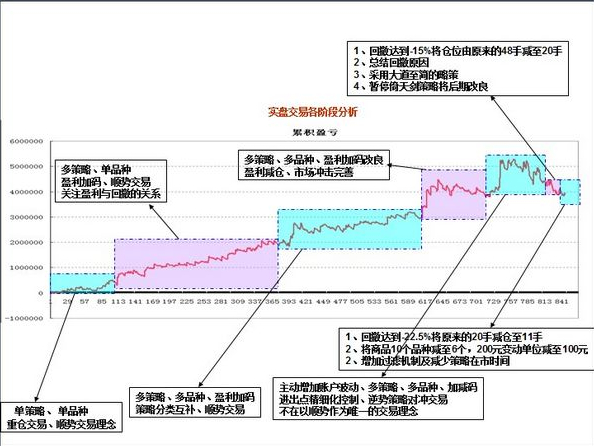 1、回撤达到-15%将仓位由原来的48手减至20手
2、总结回撤原因
3、采用大道至简的略策
4、暂停倚天剑策略将后期改良
实盘交易各阶段分析
累积盈亏
多策略、单品种
盈利加码、顺势交易
关注盈利与回撤的关系
多策略、多品种、盈利加码改良
盈利减仓、市场冲击完善
6000000
5000000
4000000
3000000
2000000
1000000
0
-1000000
1 29 57 85 113 141 169 197 225 253 281 309 337 365 393 421 449 477 505 533 561 589 617 645 673 701 729 757 785 813 841
1、回撤达到-22.5%将原来的20手减仓至11手
2、将商品10个品种减至6个，200元变动单位减至100元
2、增加过滤机制及减少策略在市时间
单策略、单品种
重仓交易、顺势交易理念
多策略、多品种、盈利加码
策略分类互补、顺势交易
主动增加账户波动、多策略、多品种、加减码
进出点精细化控制、逆势策略对冲交易
不在以顺势作为唯一的交易理念